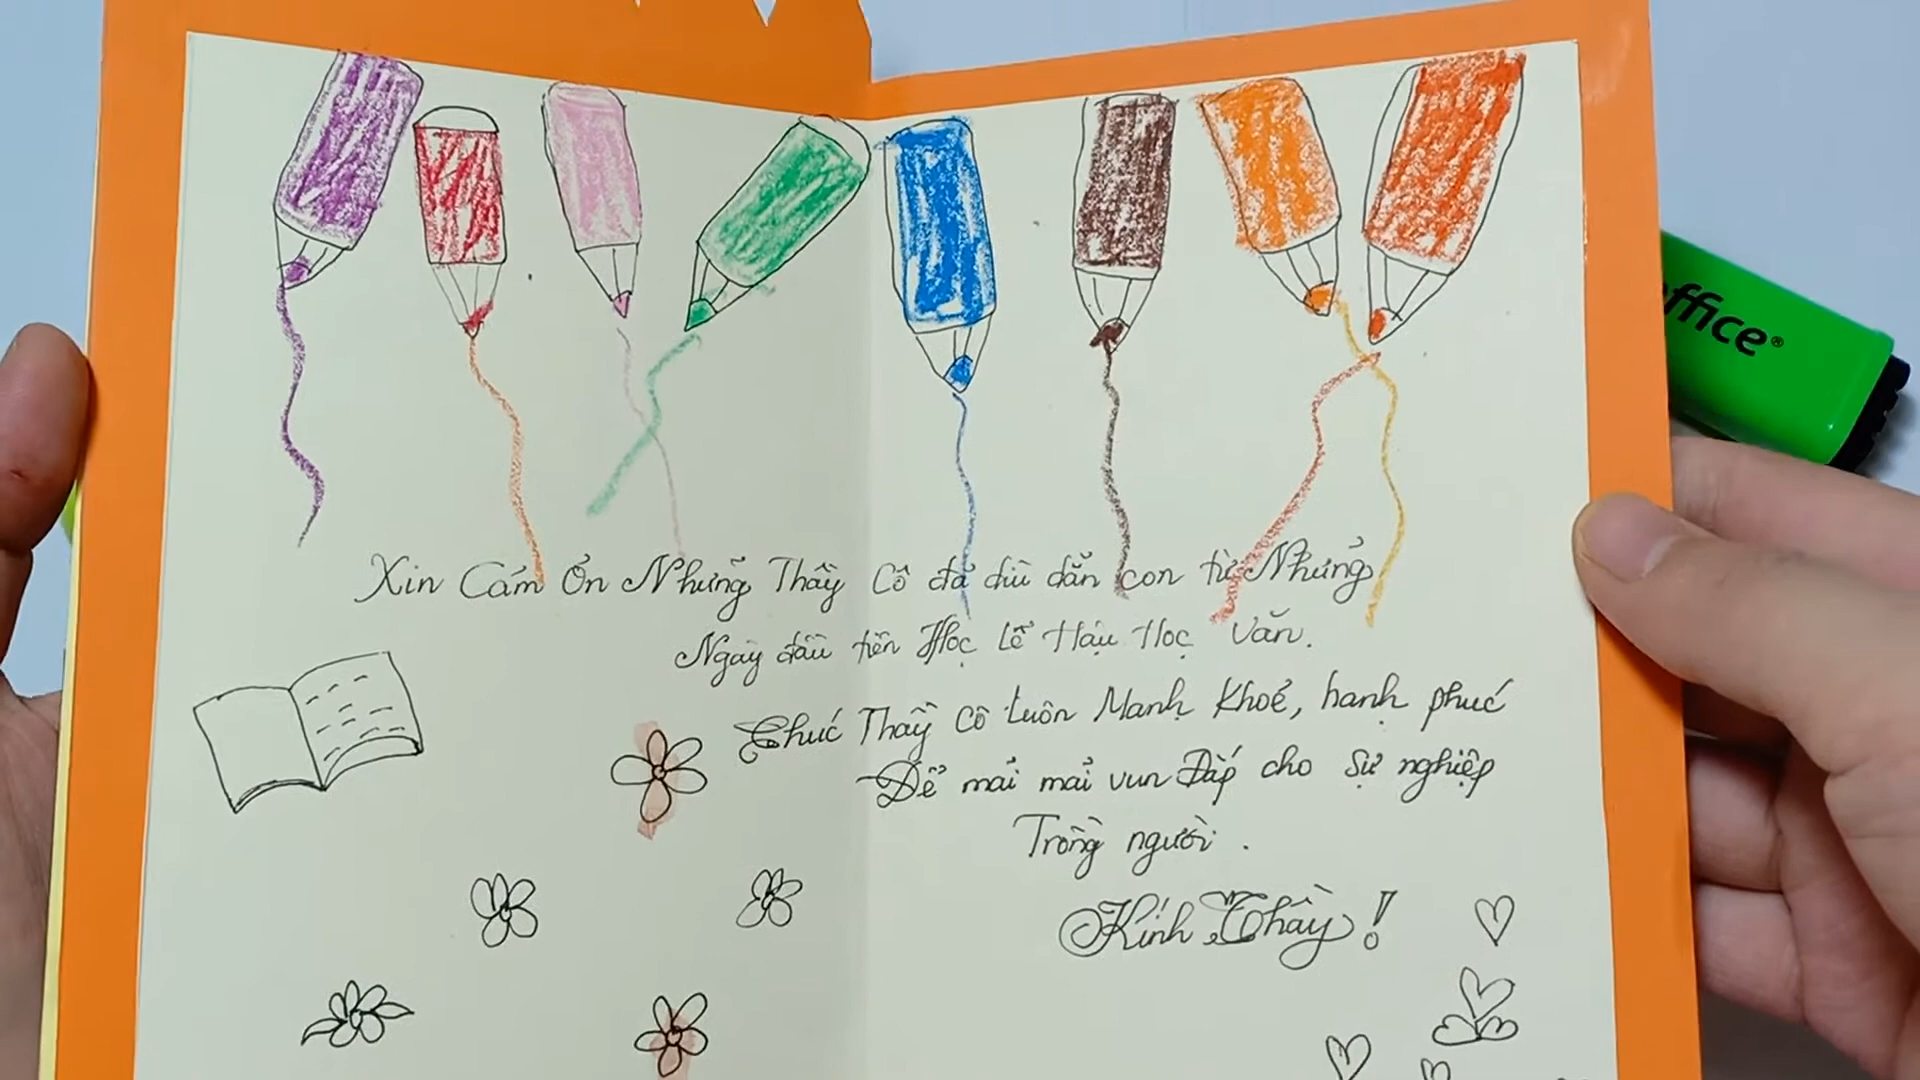 Xin Cám Ơn Những Thầy Cô đã dìu dắn con từ Những
Ngày đầu tiên Học Lễ Hậu Học Văn.
Chúc Thầy Cô Luôn Mạnh Khoẻ, hạnh phúc
Để mãi mãi vun Đắp cho sự nghiệp
Trồng người.
Kính Thầy!
office®